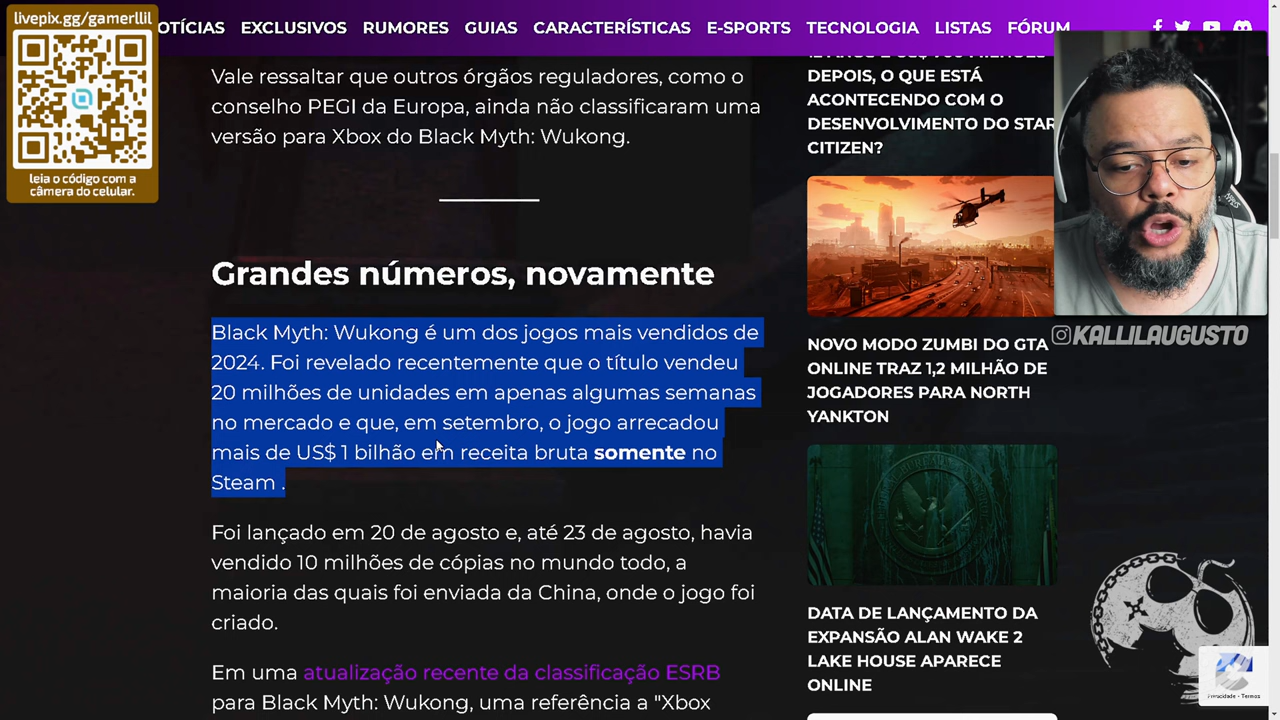 livepix.gg/gamerllil
leia o código com a
câmera do celular.
OTÍCIAS EXCLUSIVOS RUMORES GUIAS CARACTERÍSTICAS E-SPORTS TECNOLOGIA LISTAS FÓRUM
Vale ressaltar que outros órgãos reguladores, como o
conselho PEGI da Europa, ainda não classificaram uma
versão para Xbox do Black Myth: Wukong.
Grandes números, novamente
Black Myth: Wukong é um dos jogos mais vendidos de
2024. Foi revelado recentemente que o título vendeu
20 milhões de unidades em apenas algumas semanas
no mercado e que, em setembro, o jogo arrecadou
mais de US$ 1 bilhão em receita bruta somente no
Steam .
Foi lançado em 20 de agosto e, até 23 de agosto, havia
vendido 10 milhões de cópias no mundo todo, a
maioria das quais foi enviada da China, onde o jogo foi
criado.
Em uma atualização recente da classificação ESRB
para Black Myth: Wukong, uma referência a "Xbox
DEPOIS, O QUE ESTÁ
ACONTECENDO COM O
DESENVOLVIMENTO DO STAR
CITIZEN?
KALLILAUGUSTO
NOVO MODO ZUMBI DO GTA
ONLINE TRAZ 1,2 MILHÃO DE
JOGADORES PARA NORTH
YANKTON
DATA DE LANÇAMENTO DA
EXPANSÃO ALAN WAKE 2
LAKE HOUSE APARECE
ONLINE
Privacidade - Termos